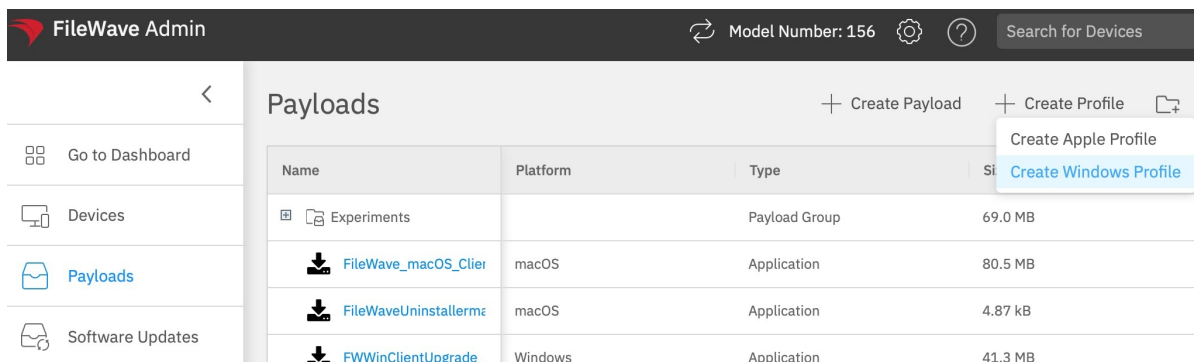 FileWave Admin
Model Number: 156
Search for Devices
Payloads
Create Payload
Create Profile
Create Apple Profile
Create Windows Profile
Go to Dashboard
Devices
Payloads
Software Updates
Name Platform Type Si
Experiments Payload Group 69.0 MB
FileWave_macOS_Clien macOS Application 80.5 MB
FileWaveUninstallerma macOS Application 4.87 kB
FWWinClientUpgrade Windows Application 41.3 MB